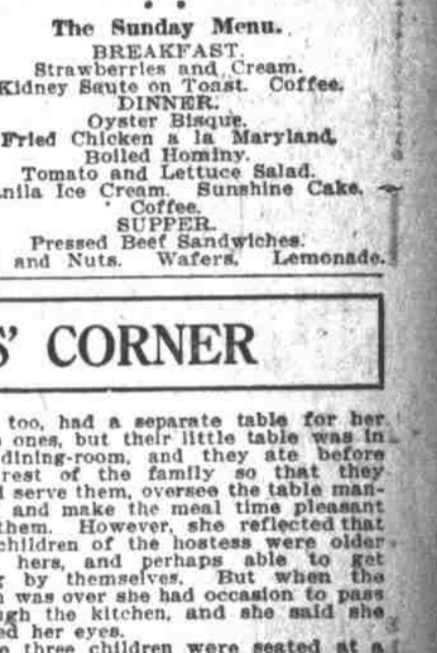 The Sunday Menu.
BREAKFAST.
Strawberries and Cream.
Kidney Saute on Toast. Coffee.
DINNER.
Oyster Bisque.
Fried Chicken a la Maryland.
Boiled Hominy.
Tomato and Lettuce Salad.
nila Ice Cream. Sunshine Cake.
Coffee.
SUPPER.
Pressed Beef Sandwiches.
and Nuts. Wafers. Lemonade.
S' CORNER
too, had a separate table for her
ones, but their little table was in
dining-room, and they ate before
rest of the family so that they
serve them, oversee the table man-
and make the meal time pleasant
them. However, she reflected that
children of the hostess were older
hers, and perhaps able to get
by themselves. But when the
was over she had occasion to pass
ugh the kitchen, and she said she
ed her eyes.
three children were seated at a